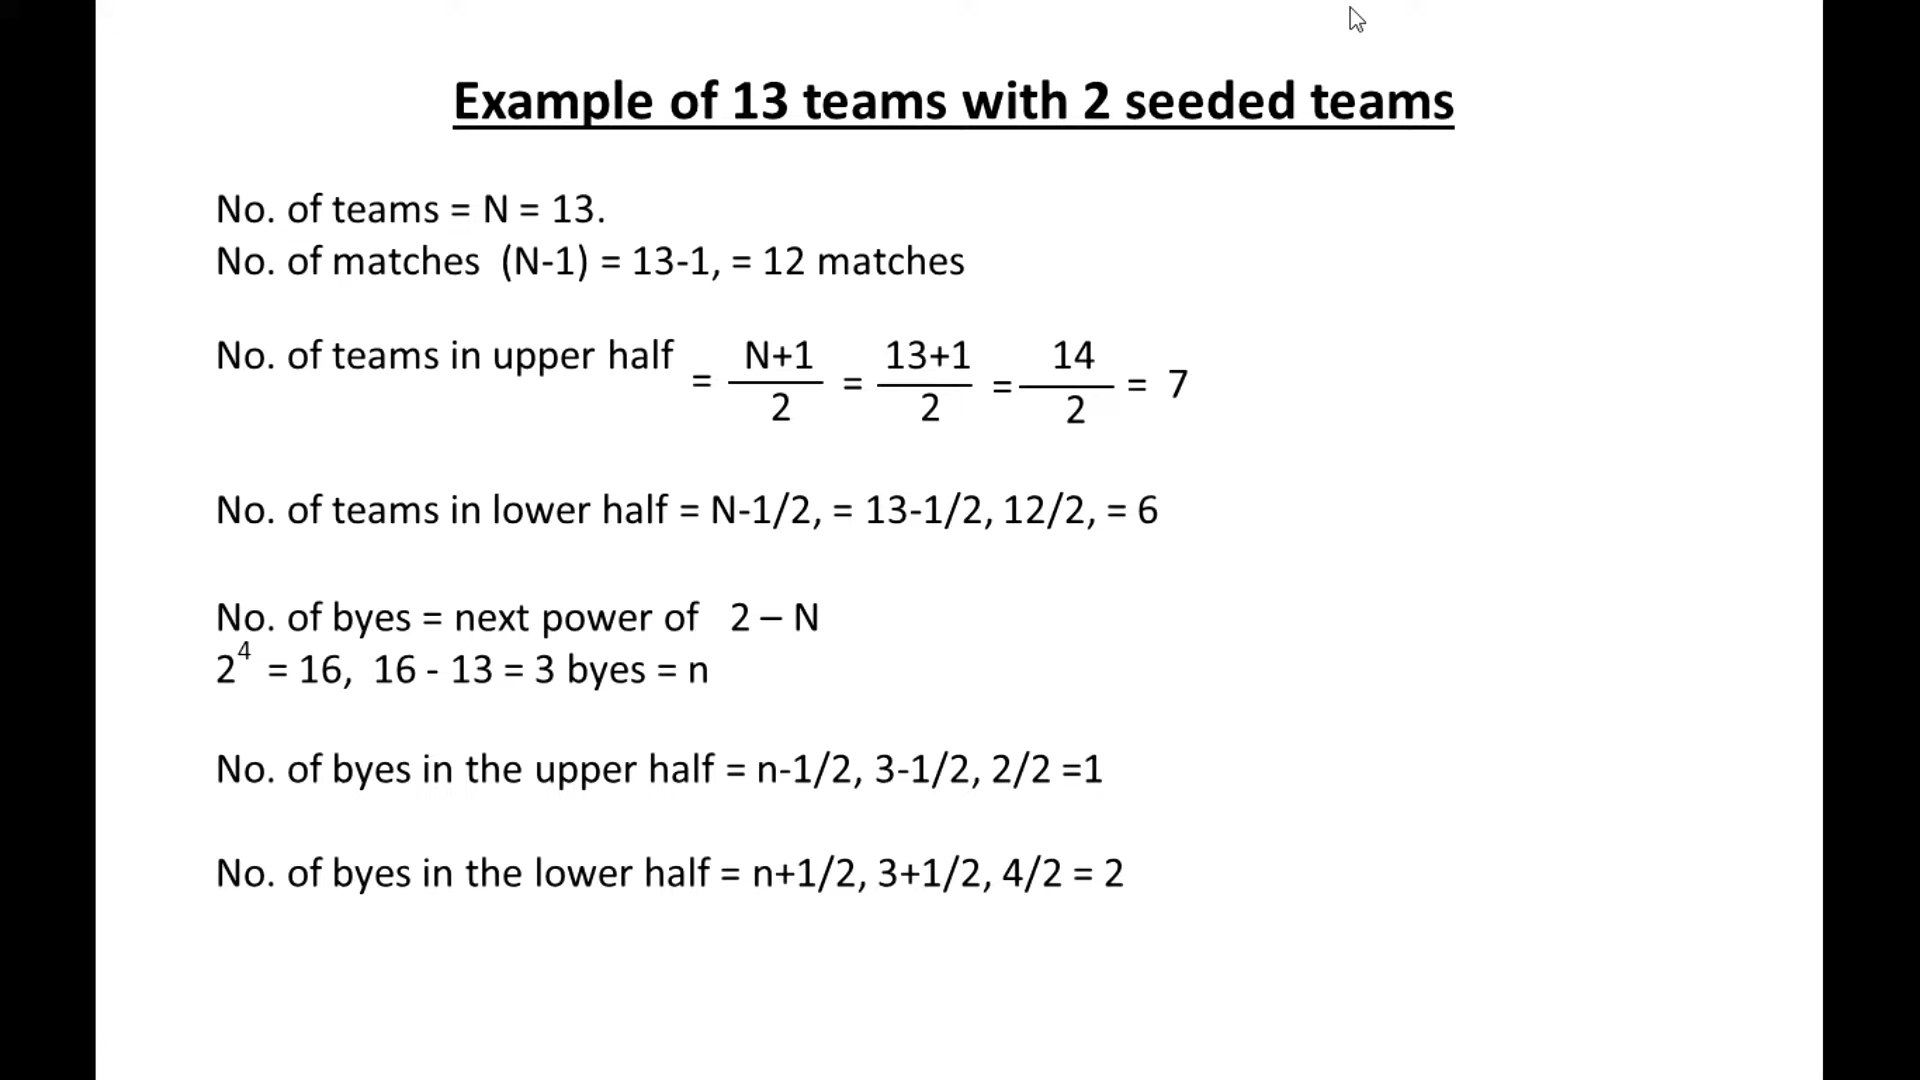 Example of 13 teams with 2 seeded teams
No. of teams = N = 13.
No. of matches (N-1) = 13-1, = 12 matches
No. of teams in upper half = N+1/2 = 13+1/2 = 14/2 = 7
No. of teams in lower half = N-1/2, = 13-1/2, 12/2, = 6
No. of byes = next power of 2 – N
2⁴ = 16, 16 - 13 = 3 byes = n
No. of byes in the upper half = n-1/2, 3-1/2, 2/2 =1
No. of byes in the lower half = n+1/2, 3+1/2, 4/2 = 2